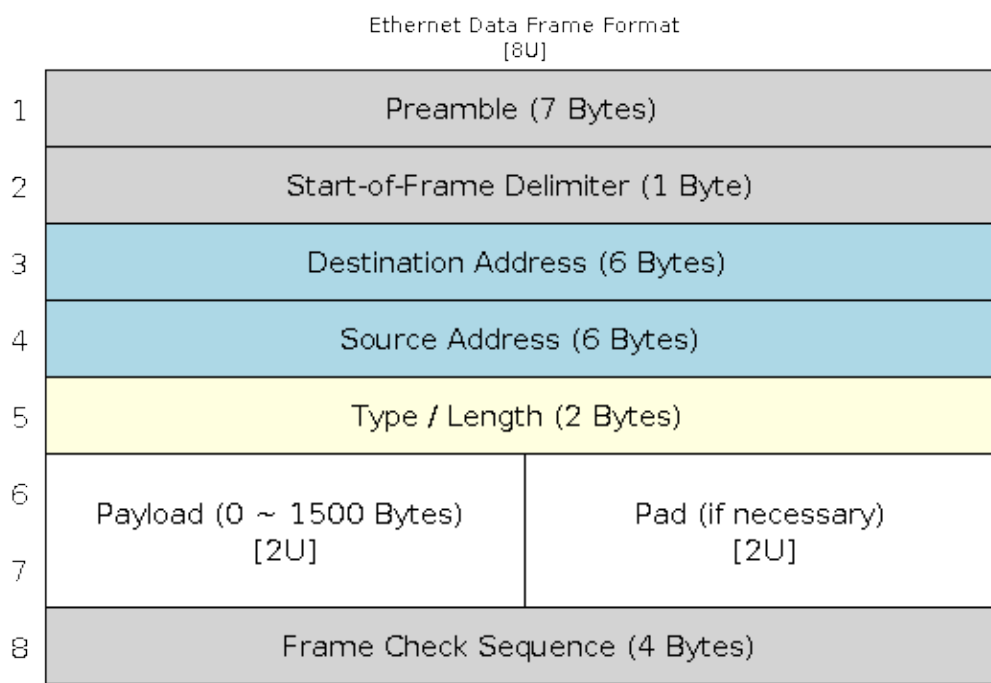 Ethernet Data Frame Format
[8U]
1 Preamble (7 Bytes)
2 Start-of-Frame Delimiter (1 Byte)
3 Destination Address (6 Bytes)
4 Source Address (6 Bytes)
5 Type / Length (2 Bytes)
6
Payload (0 ~ 1500 Bytes)
[2U]
Pad (if necessary)
[2U]
7
8 Frame Check Sequence (4 Bytes)